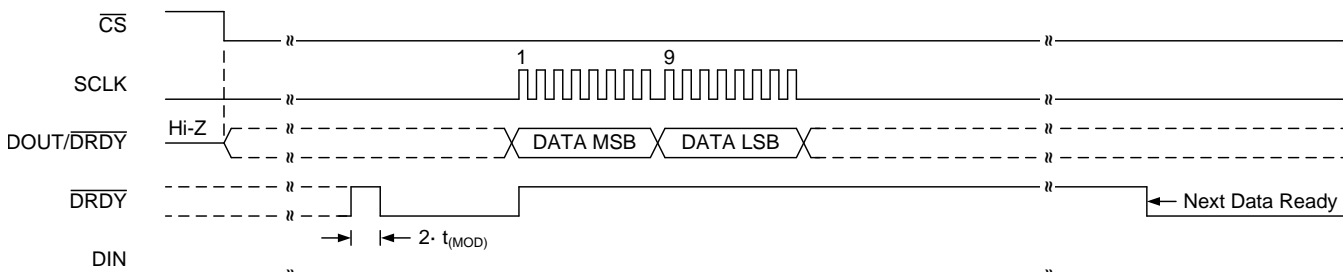 CS
SCLK
1
9
DOUT/DRDY
Hi-Z
DATA MSB
DATA LSB
DRDY
Next Data Ready
2· t(MOD)
DIN